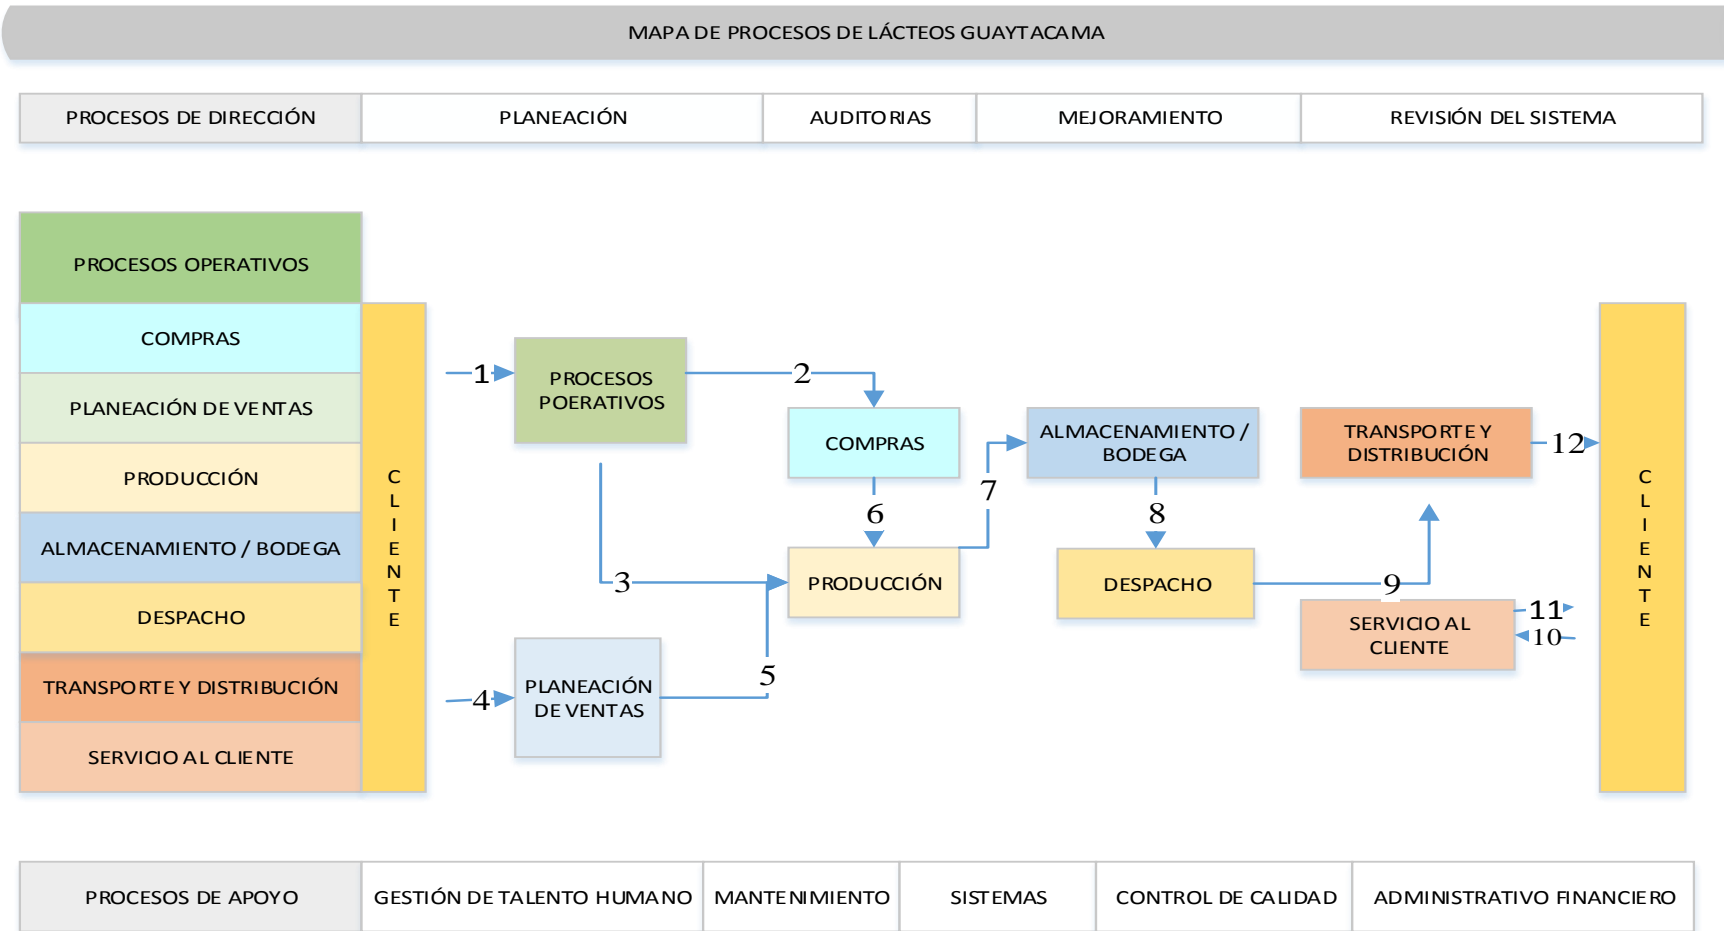 MAPA DE PROCESOS DE LÁCTEOS GUAYTACAMA
PROCESOS DE DIRECCIÓN
PLANEACIÓN
AUDITORIAS
MEJORAMIENTO
REVISIÓN DEL SISTEMA
PROCESOS OPERATIVOS
COMPRAS
PLANEACIÓN DE VENTAS
PRODUCCIÓN
ALMACENAMIENTO / BODEGA
DESPACHO
TRANSPORTE Y DISTRIBUCIÓN
SERVICIO AL CLIENTE
C
L
I
E
N
T
E
1
PROCESOS
POERATIVOS
2
COMPRAS
3
4
PLANEACIÓN
DE VENTAS
5
6
PRODUCCIÓN
7
ALMACENAMIENTO /
BODEGA
8
DESPACHO
9
TRANSPORTE Y
DISTRIBUCIÓN
12
SERVICIO AL
CLIENTE
11
10
C
L
I
E
N
T
E
PROCESOS DE APOYO
GESTIÓN DE TALENTO HUMANO
MANTENIMIENTO
SISTEMAS
CONTROL DE CALIDAD
ADMINISTRATIVO FINANCIERO